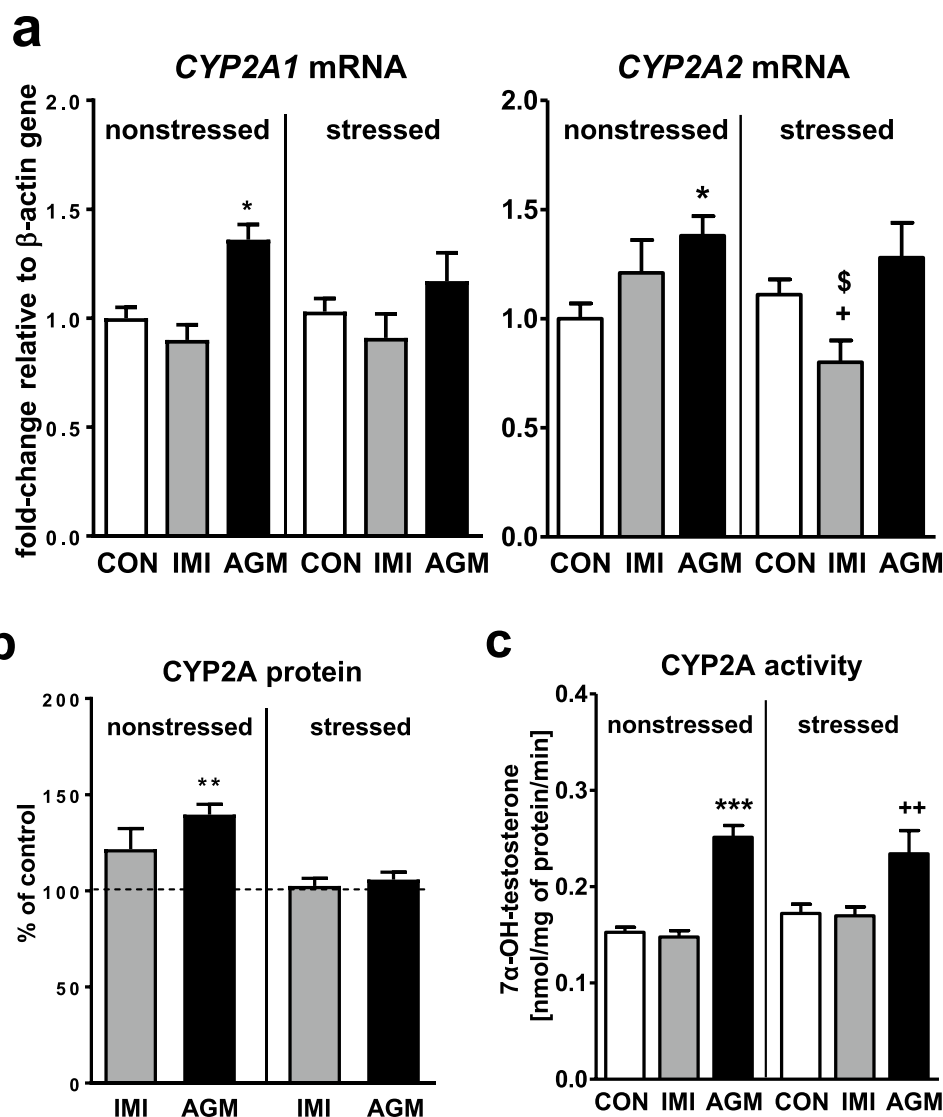 a
CYP2A1 mRNA
CYP2A2 mRNA
fold-change relative to β-actin gene
2.0
1.5
1.0
0.5
0.0
nonstressed
stressed
*
CON IMI AGM CON IMI AGM
2.0
1.5
1.0
0.5
0.0
nonstressed
stressed
*
$
+
CON IMI AGM CON IMI AGM
b
CYP2A protein
% of control
200
150
100
50
0
nonstressed
stressed
**
IMI AGM IMI AGM
c
CYP2A activity
7α-OH-testosterone
[nmol/mg of protein/min]
0.4
0.3
0.2
0.1
0.0
nonstressed
stressed
***
++
CON IMI AGM CON IMI AGM